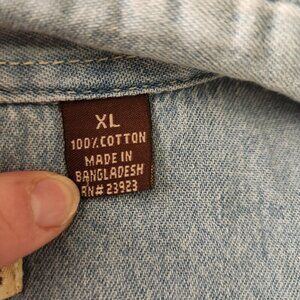 XL
100% COTTON
MADE IN
BANGLADESH
RN# 23923